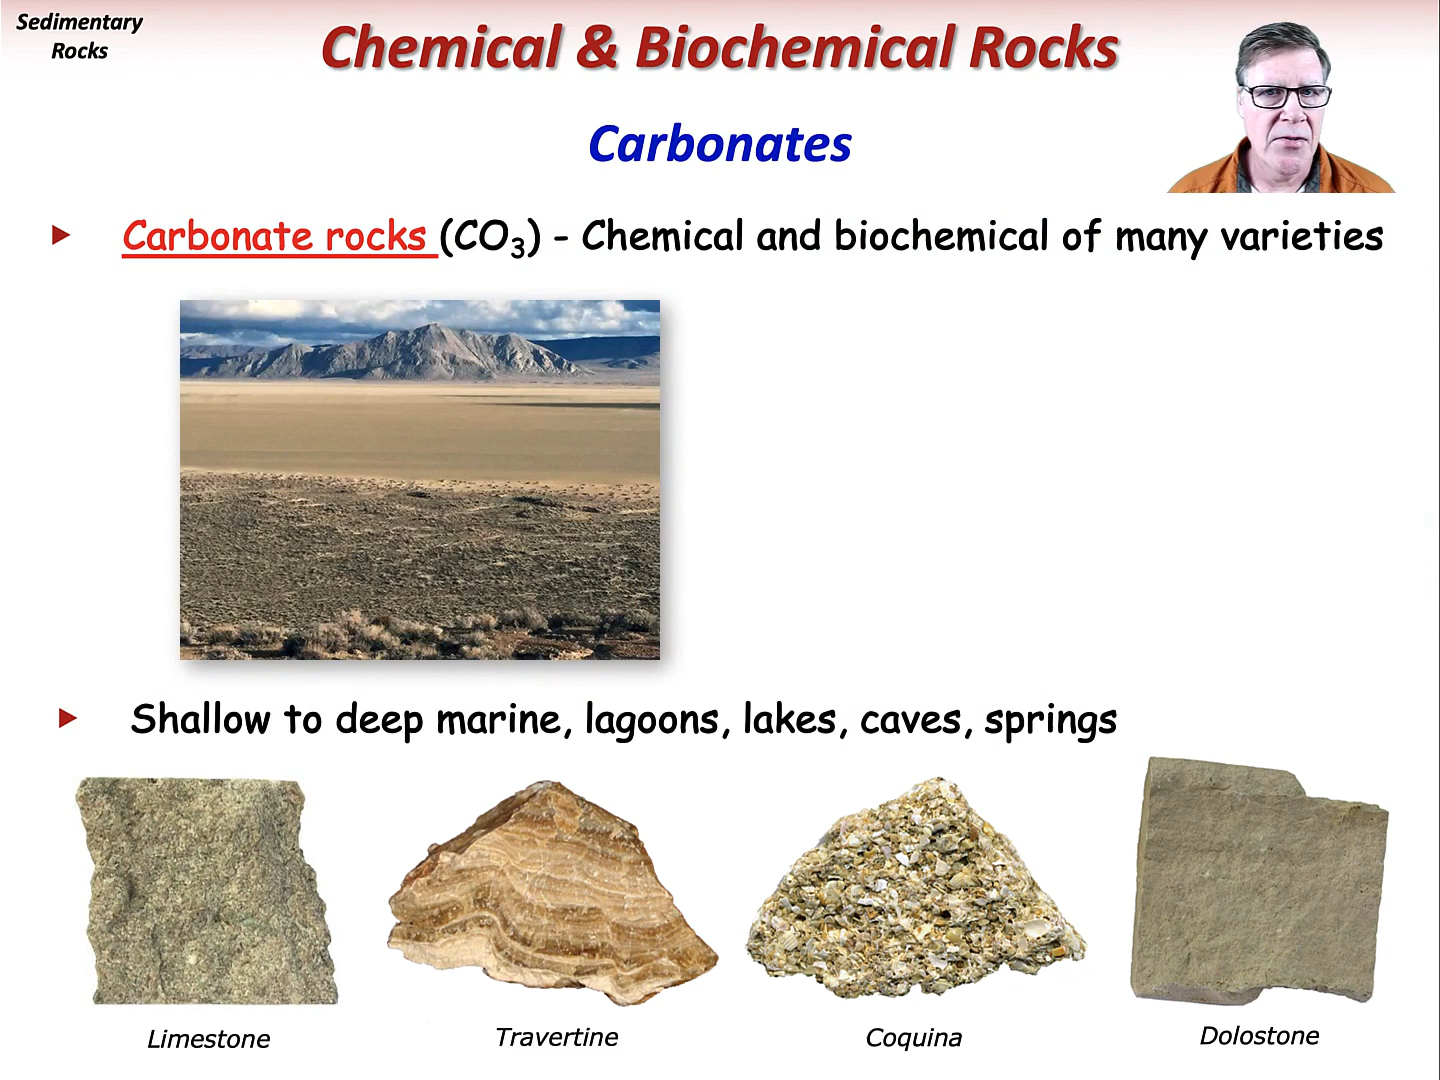 Sedimentary
Rocks
Chemical & Biochemical Rocks
Carbonates
Carbonate rocks (CO₃) - Chemical and biochemical of many varieties
Shallow to deep marine, lagoons, lakes, caves, springs
Limestone
Travertine
Coquina
Dolostone